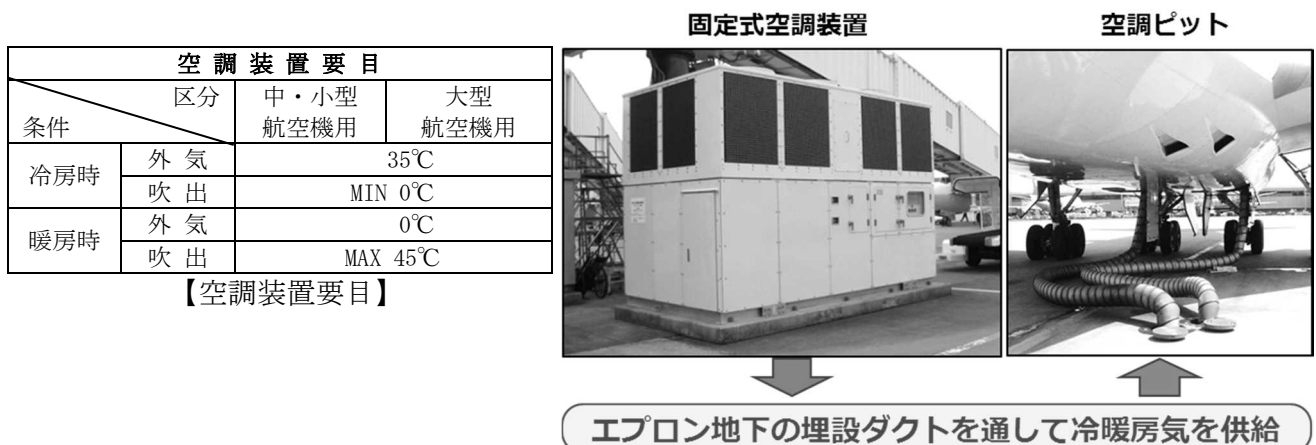 空調装置要目
区分
条件
中・小型
航空機用
大型
航空機用
冷房時
外気
35℃
吹出
MIN 0℃
暖房時
外気
0℃
吹出
MAX 45℃
【空調装置要目】
固定式空調装置
空調ピット
エプロン地下の埋設ダクトを通して冷暖房気を供給